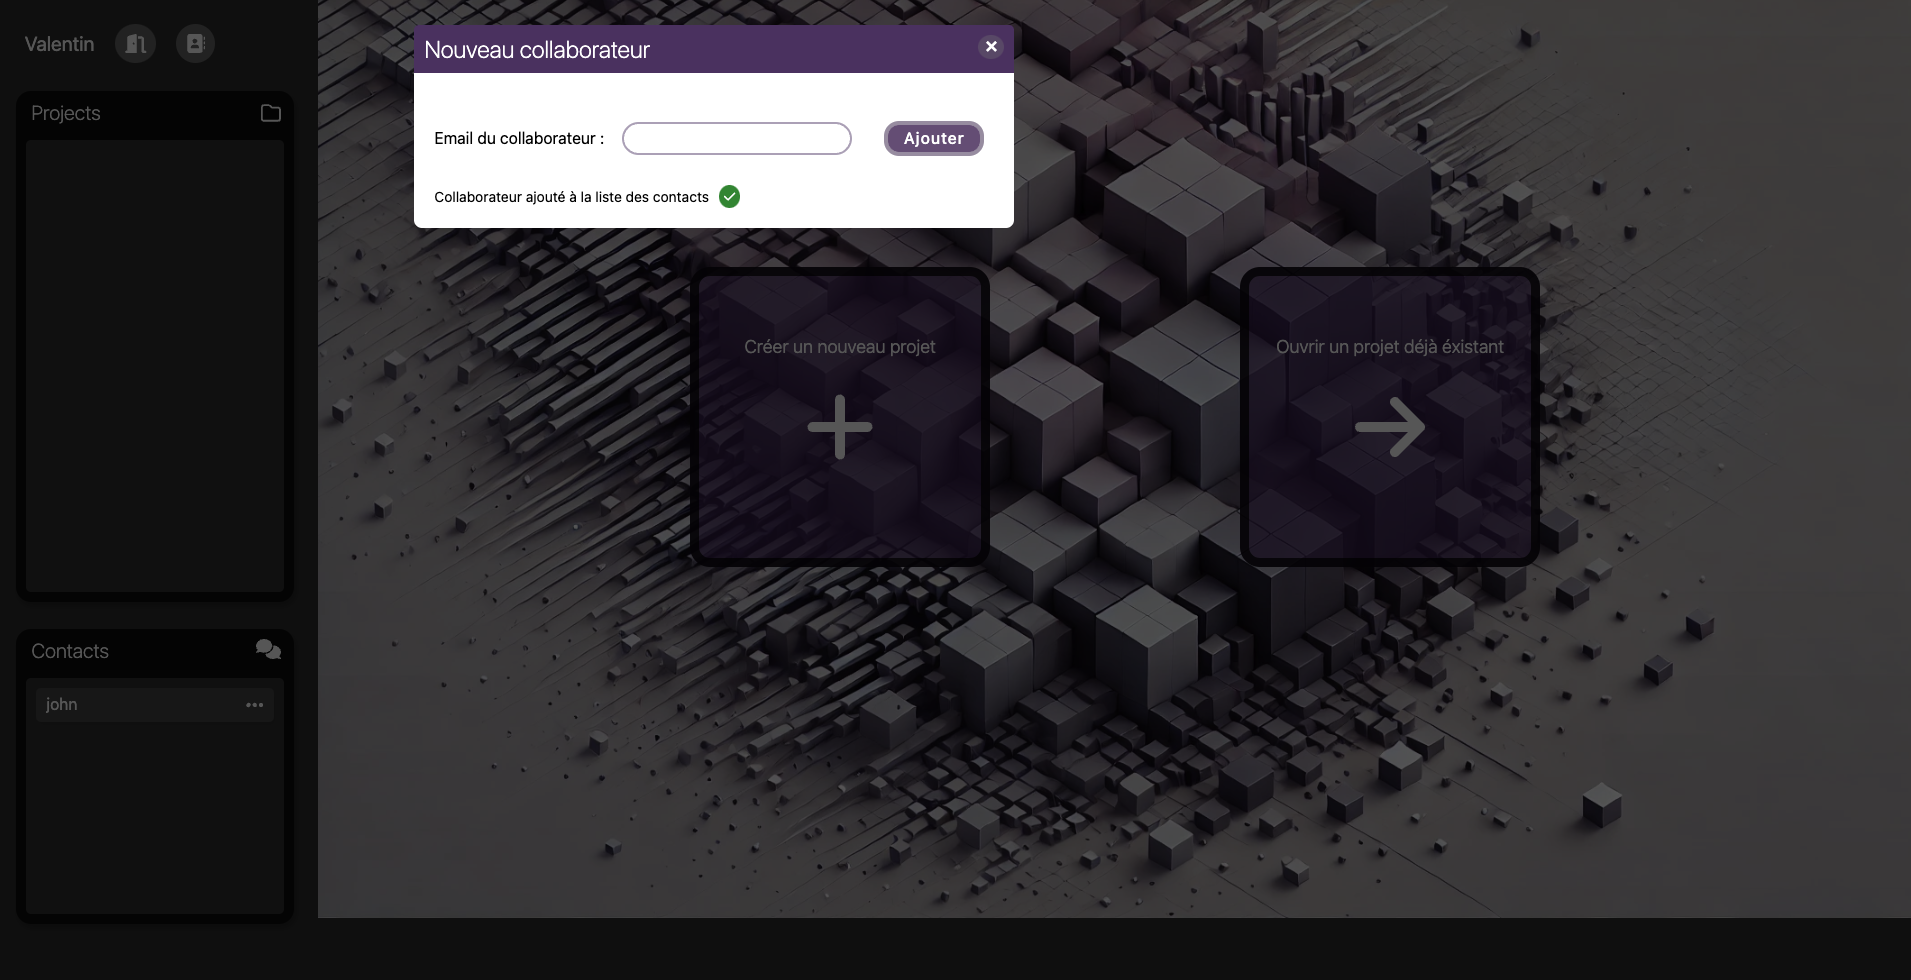 Valentin
Projects
Contacts
john
Nouveau collaborateur
Email du collaborateur :
Ajouter
Collaborateur ajouté à la liste des contacts
Créer un nouveau projet
Ouvrir un projet déjà éxistant